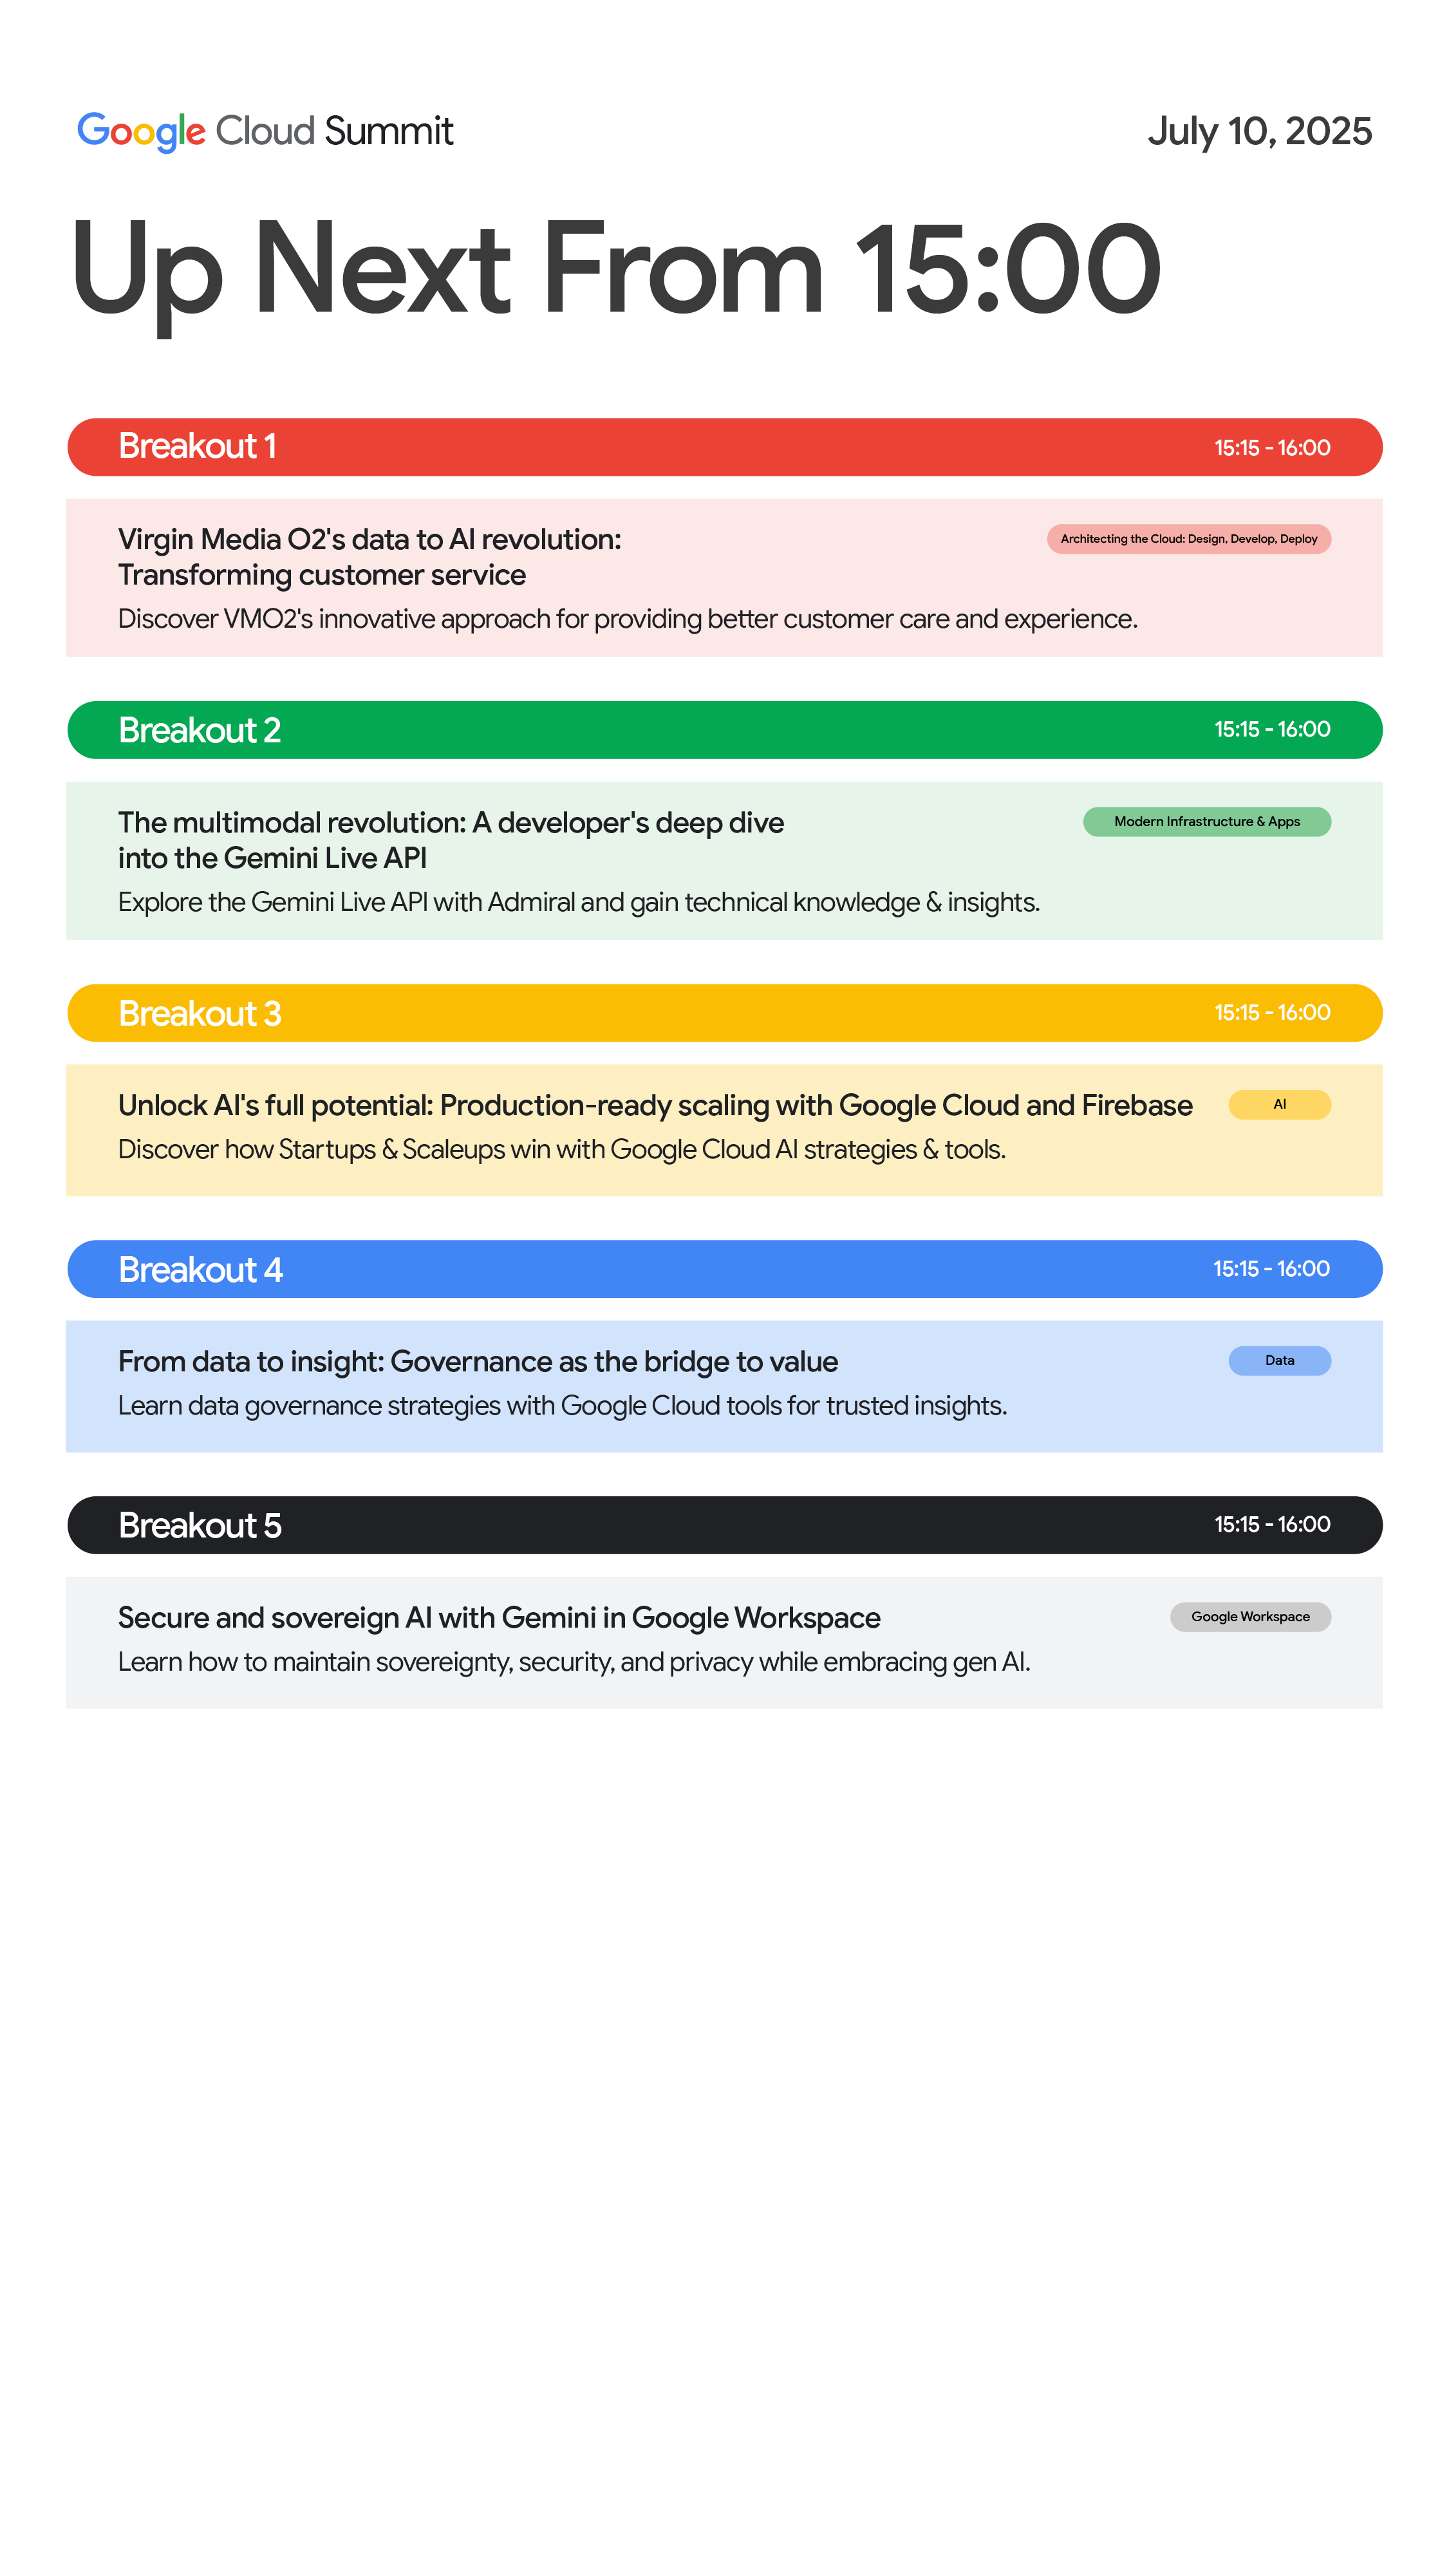 Google Cloud Summit
July 10, 2025
Up Next From 15:00
Breakout 1
15:15 - 16:00
Virgin Media O2's data to AI revolution:
Transforming customer service
Architecting the Cloud: Design, Develop, Deploy
Discover VMO2's innovative approach for providing better customer care and experience.
Breakout 2
15:15 - 16:00
The multimodal revolution: A developer's deep dive
into the Gemini Live API
Modern Infrastructure & Apps
Explore the Gemini Live API with Admiral and gain technical knowledge & insights.
Breakout 3
15:15 - 16:00
Unlock AI's full potential: Production-ready scaling with Google Cloud and Firebase
AI
Discover how Startups & Scaleups win with Google Cloud AI strategies & tools.
Breakout 4
15:15 - 16:00
From data to insight: Governance as the bridge to value
Data
Learn data governance strategies with Google Cloud tools for trusted insights.
Breakout 5
15:15 - 16:00
Secure and sovereign AI with Gemini in Google Workspace
Google Workspace
Learn how to maintain sovereignty, security, and privacy while embracing gen AI.